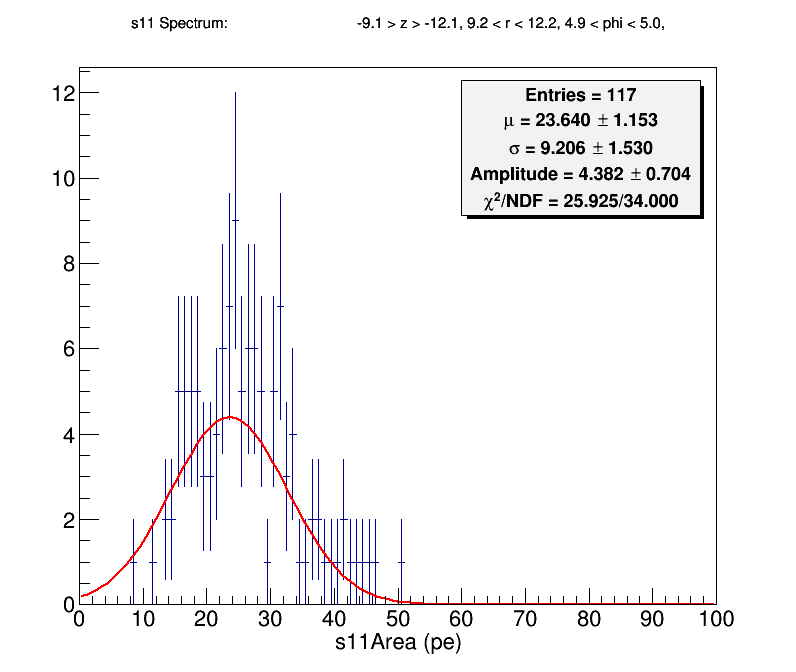 s11 Spectrum: -9.1 > z > -12.1, 9.2 < r < 12.2, 4.9 < phi < 5.0,
Entries = 117
μ = 23.640 ± 1.153
σ = 9.206 ± 1.530
Amplitude = 4.382 ± 0.704
χ²/NDF = 25.925/34.000
12
10
8
6
4
2
0
0 10 20 30 40 50 60 70 80 90 100
s11Area (pe)